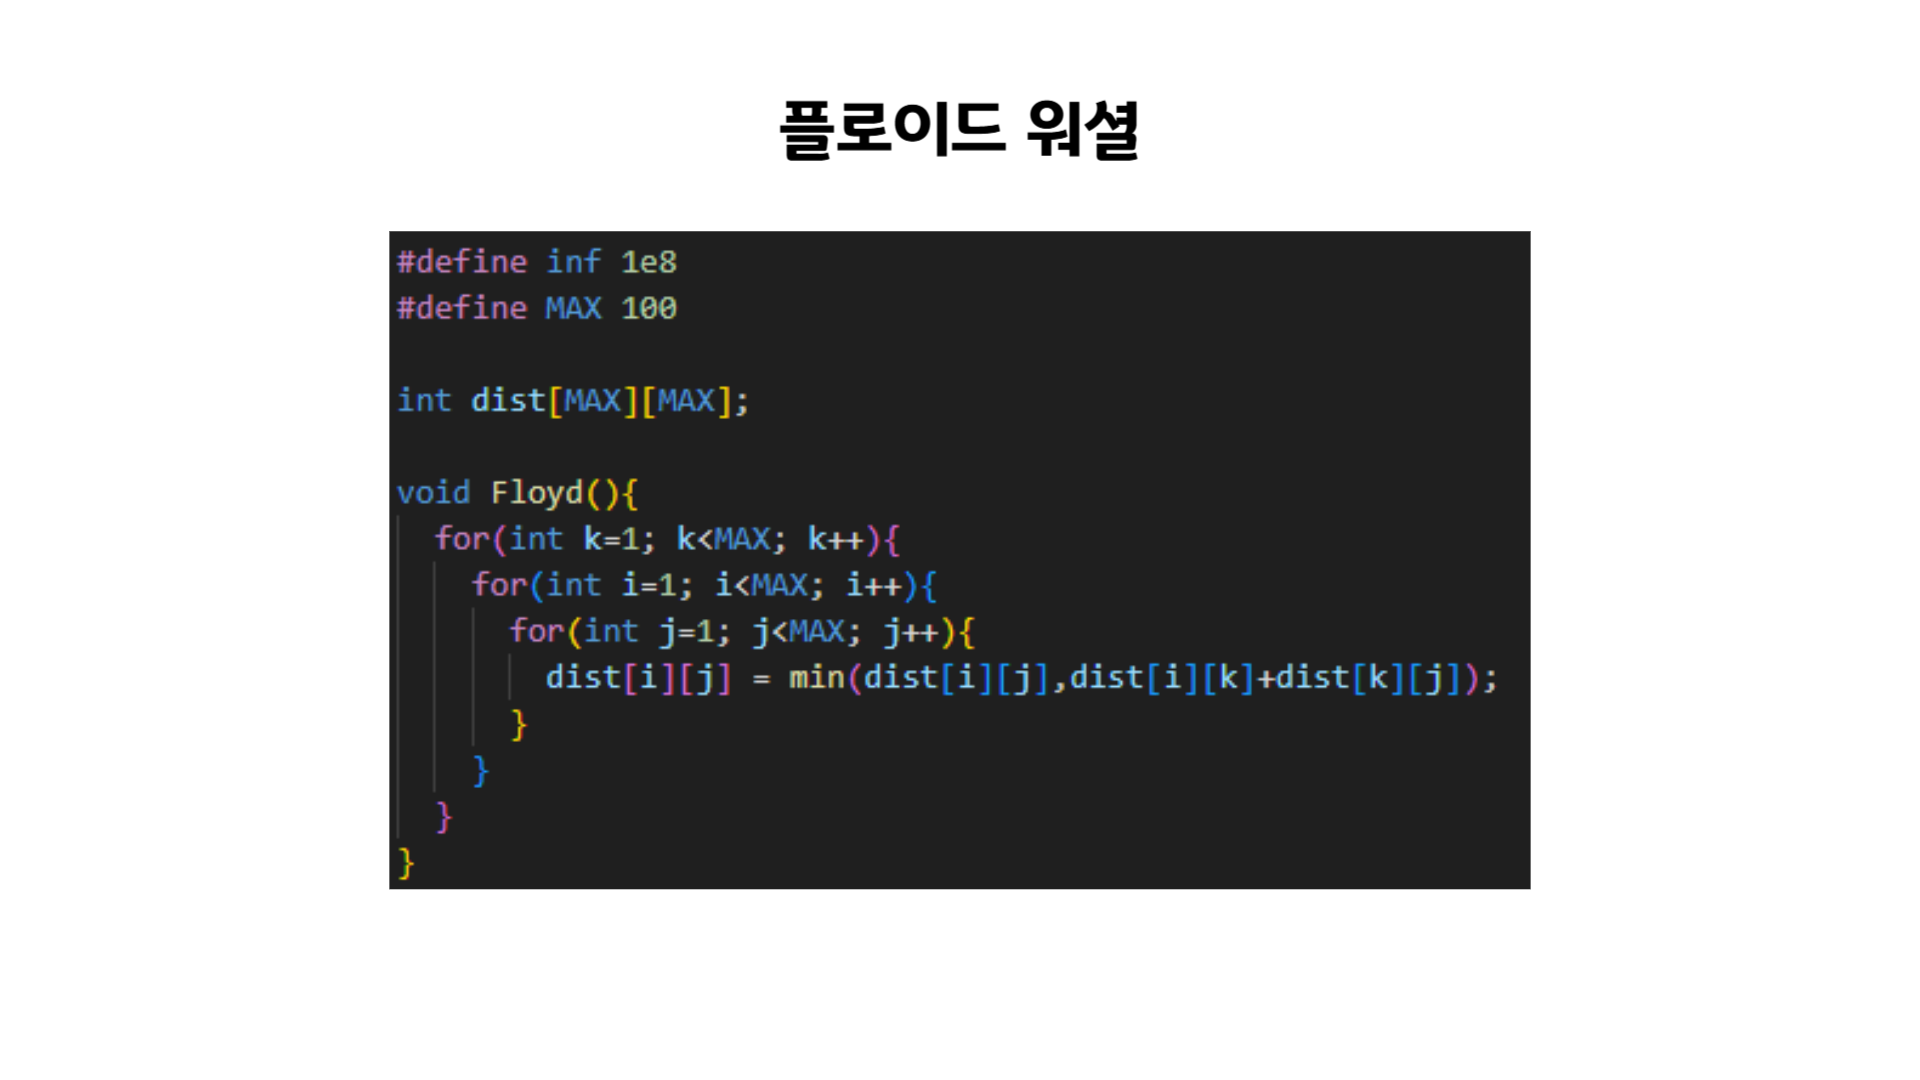 플로이드 워셜
#define inf 1e8
#define MAX 100
int dist[MAX][MAX];
void Floyd(){
for(int k=1; k<MAX; k++){
for(int i=1; i<MAX; i++){
for(int j=1; j<MAX; j++){
dist[i][j] = min(dist[i][j],dist[i][k]+dist[k][j]);
}
}
}
}